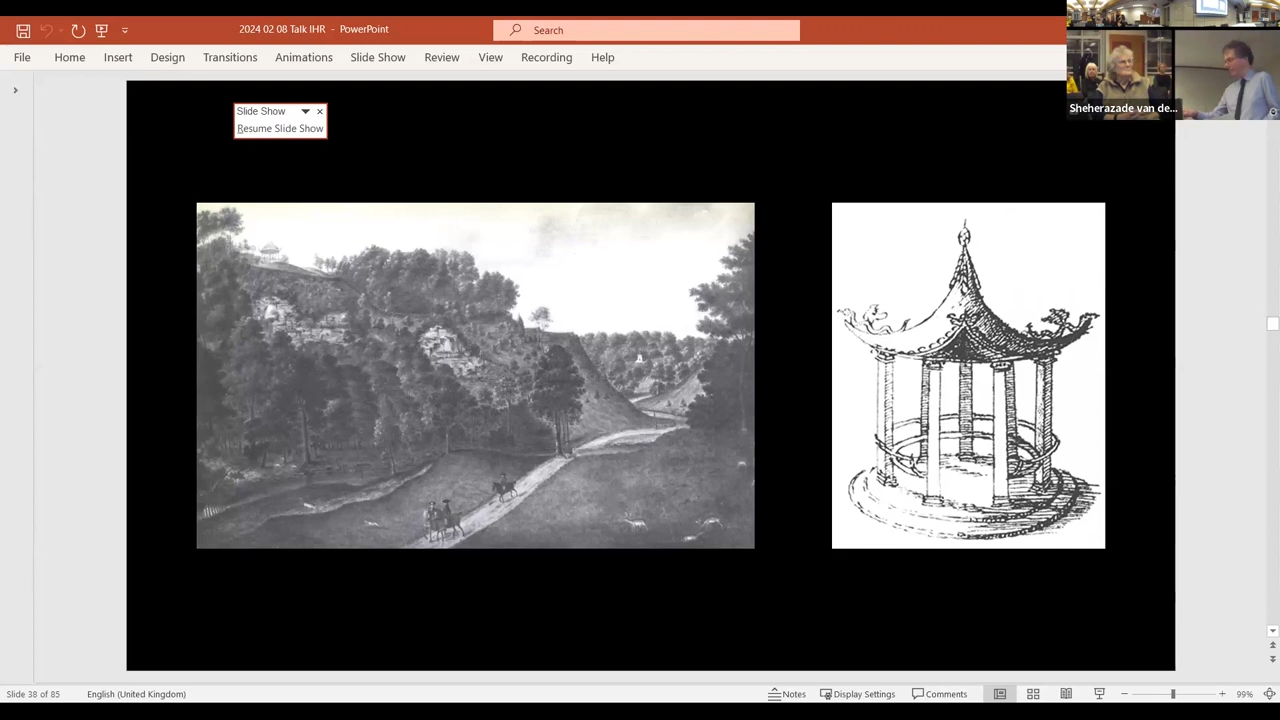 2024 02 08 Talk IHR - PowerPoint
Search
File Home Insert Design Transitions Animations Slide Show Review View Recording Help
Sheherazade van de...
Slide Show
Resume Slide Show
Slide 38 of 85 English (United Kingdom) Notes Display Settings Comments 99%